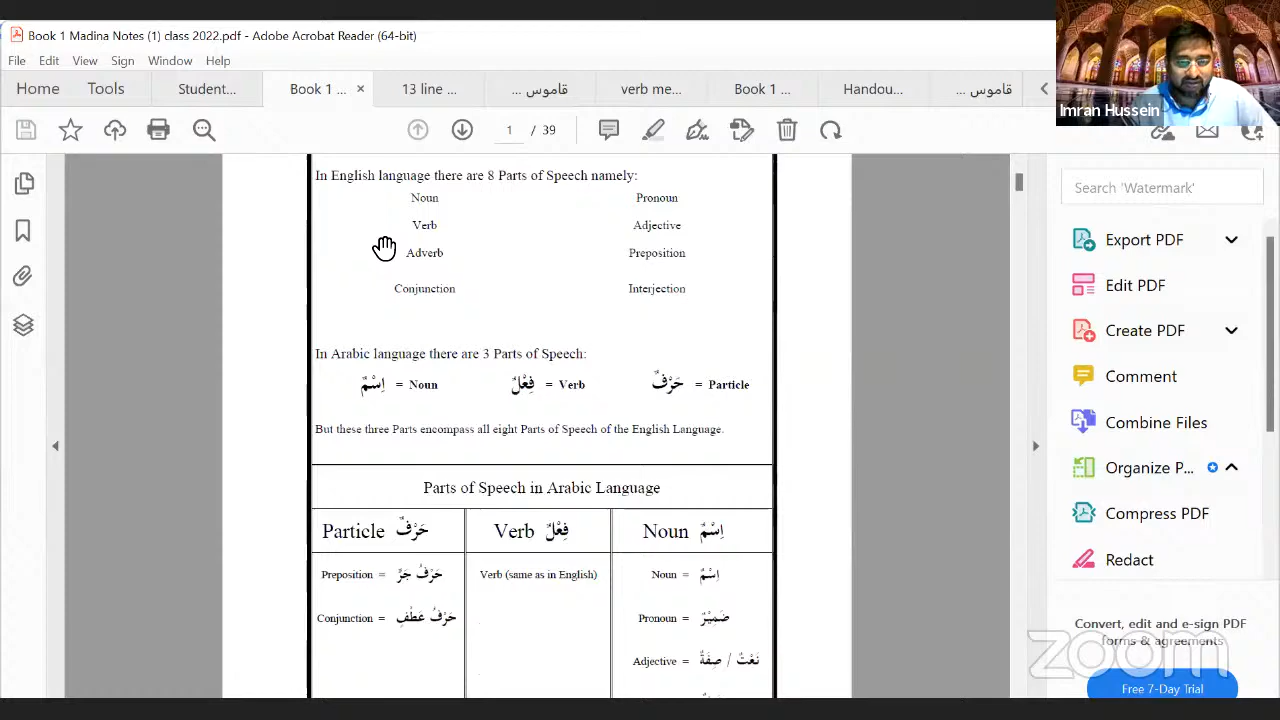 Book 1 Madina Notes (1) class 2022.pdf - Adobe Acrobat Reader (64-bit)
File Edit View Sign Window Help
Home Tools Student... Book 1 ... × 13 line ... قاموس ... verb me... Book 1 ... Handou... قاموس ...
Imran Hussein
1 / 39
In English language there are 8 Parts of Speech namely:
Noun Pronoun
Verb Adjective
Adverb Preposition
Conjunction Interjection
In Arabic language there are 3 Parts of Speech:
اِسْمٌ = Noun فِعْلٌ = Verb حَرْفٌ = Particle
But these three Parts encompass all eight Parts of Speech of the English Language.
Parts of Speech in Arabic Language
Particle حَرْفٌ Verb فِعْلٌ Noun اِسْمٌ
Preposition = حَرْفُ جَرٍّ Verb (same as in English) Noun = اِسْمٌ
Conjunction = حَرْفُ عَطْفٍ Pronoun = ضَمِيْرٌ
Adjective = نَعْتٌ / صِفَةٌ
Search 'Watermark'
Export PDF
Edit PDF
Create PDF
Comment
Combine Files
Organize P...
Compress PDF
Redact
Convert, edit and e-sign PDF
forms & agreements
Free 7-Day Trial
zoom